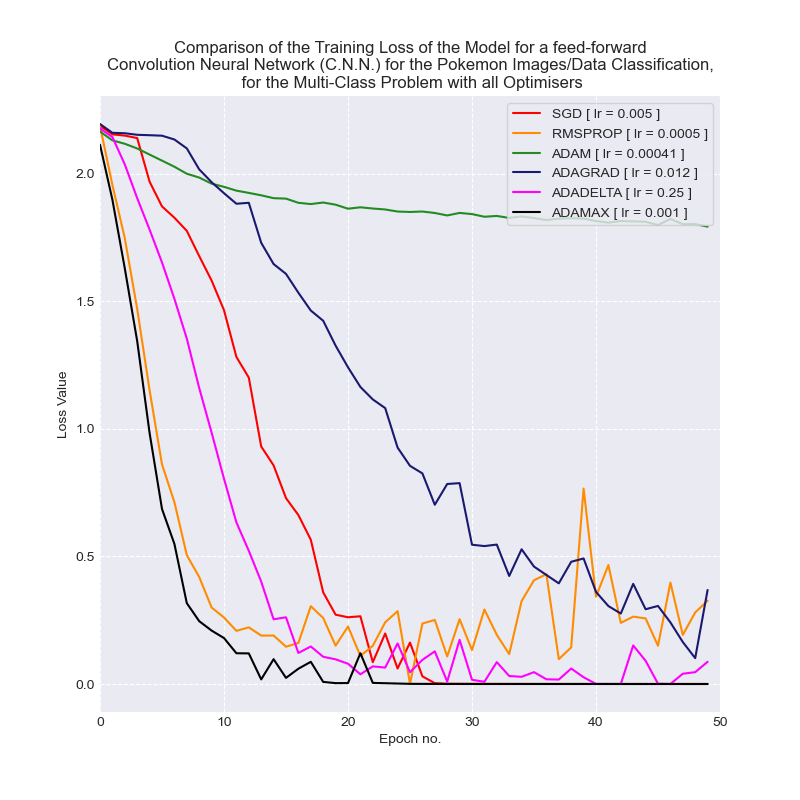 Comparison of the Training Loss of the Model for a feed-forward
Convolution Neural Network (C.N.N.) for the Pokemon Images/Data Classification,
for the Multi-Class Problem with all Optimisers
SGD [ lr = 0.005 ]
RMSPROP [ lr = 0.0005 ]
ADAM [ lr = 0.00041 ]
ADAGRAD [ lr = 0.012 ]
ADADELTA [ lr = 0.25 ]
ADAMAX [ lr = 0.001 ]
2.0
1.5
1.0
0.5
0.0
Loss Value
0 10 20 30 40 50
Epoch no.